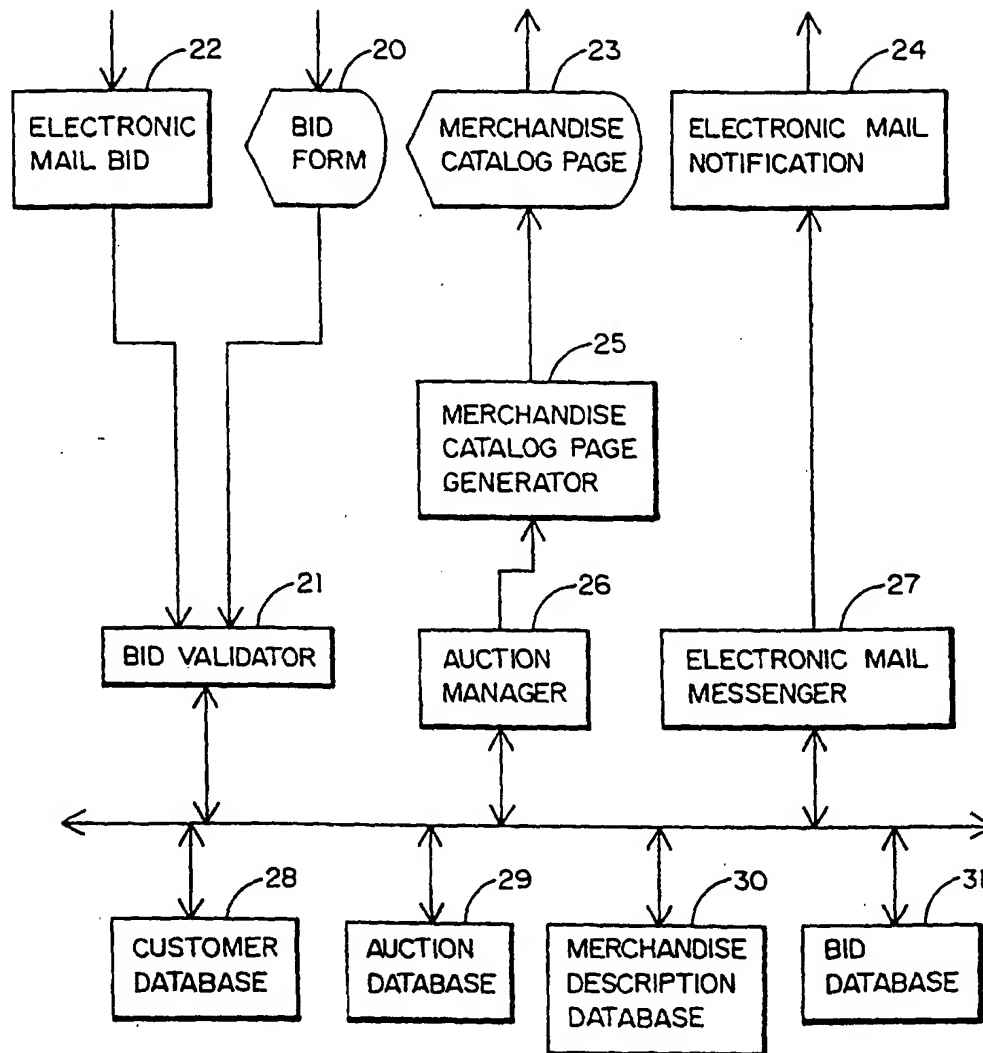 22
20
23
24
ELECTRONIC
MAIL BID
BID
FORM
MERCHANDISE
CATALOG PAGE
ELECTRONIC MAIL
NOTIFICATION
25
MERCHANDISE
CATALOG PAGE
GENERATOR
21
26
27
BID VALIDATOR
AUCTION
MANAGER
ELECTRONIC MAIL
MESSENGER
28
29
30
31
CUSTOMER
DATABASE
AUCTION
DATABASE
MERCHANDISE
DESCRIPTION
DATABASE
BID
DATABASE